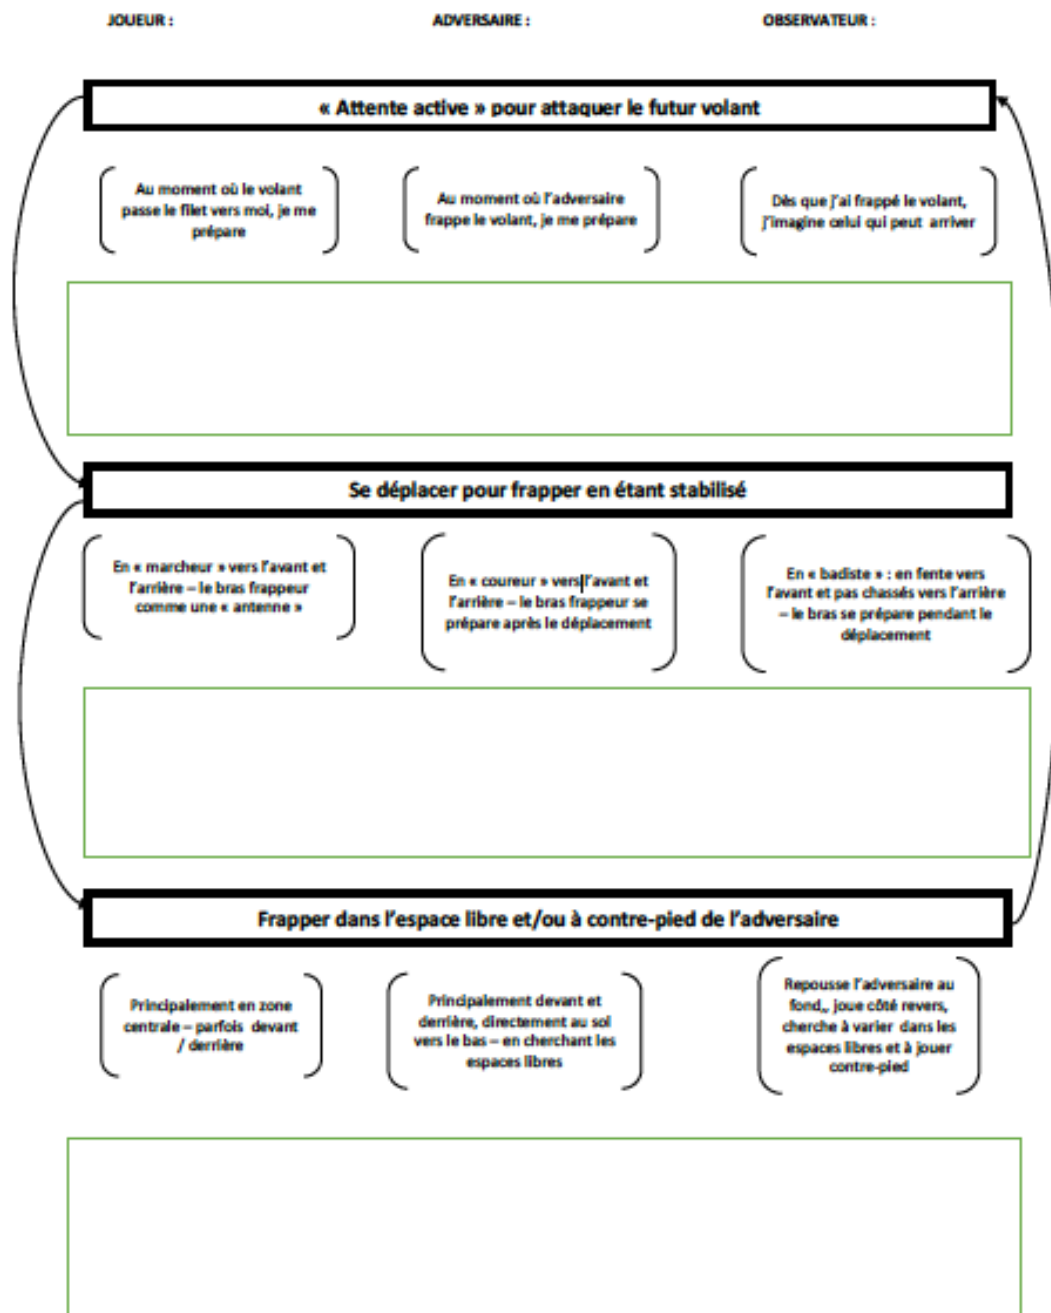 JOUEUR :
ADVERSAIRE :
OBSERVATEUR :
« Attente active » pour attaquer le futur volant
Au moment où le volant
passe le filet vers moi, je me
prépare
Au moment où l'adversaire
frappe le volant, je me prépare
Dès que j'ai frappé le volant,
j'imagine celui qui peut arriver
Se déplacer pour frapper en étant stabilisé
En « marcheur » vers l'avant et
l'arrière – le bras frappeur
comme une « antenne »
En « coureur » vers l'avant et
l'arrière – le bras frappeur se
prépare après le déplacement
En « badiste » : en fente vers
l'avant et pas chassés vers l'arrière
– le bras se prépare pendant le
déplacement
Frapper dans l'espace libre et/ou à contre-pied de l'adversaire
Principalement en zone
centrale – parfois devant
/ derrière
Principalement devant et
derrière, directement au sol
vers le bas – en cherchant les
espaces libres
Repousse l'adversaire au
fond,, joue côté revers,
cherche à varier dans les
espaces libres et à jouer
contre-pied